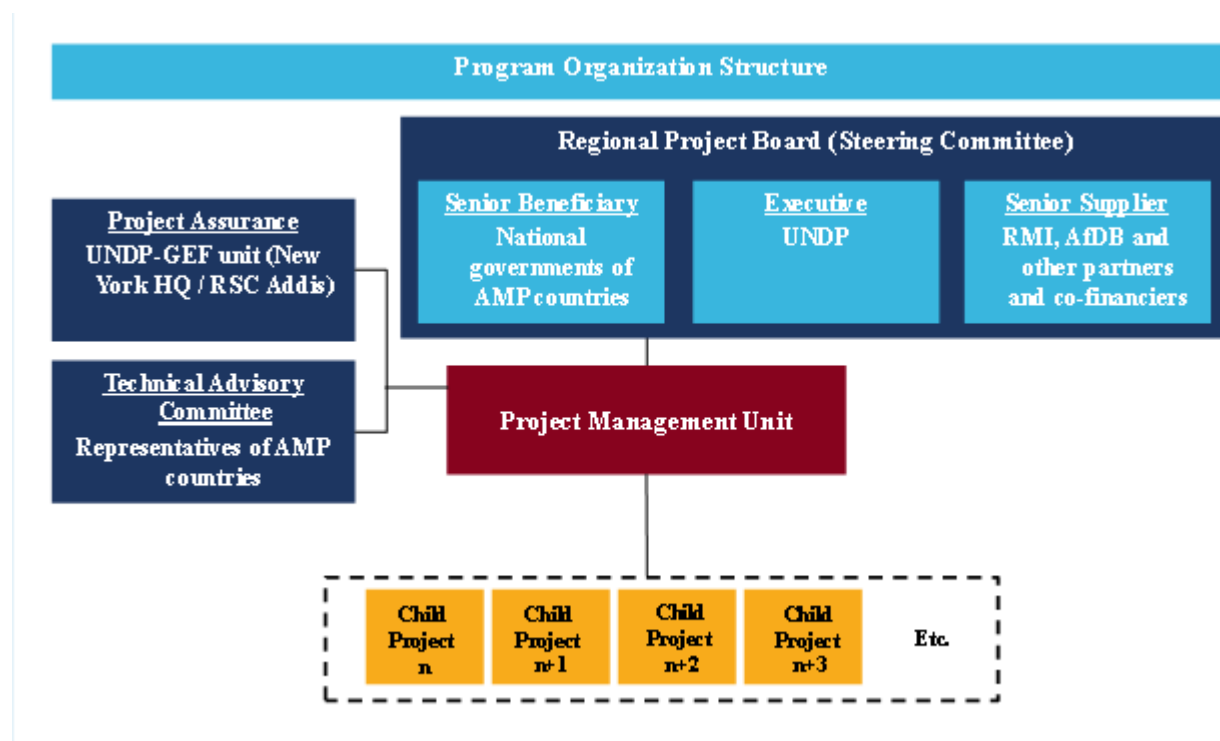 Program Organization Structure
Regional Project Board (Steering Committee)
Senior Beneficiary
National
governments of
AMP countries
Executive
UNDP
Senior Supplier
RMI, AfDB and
other partners
and co-financiers
Project Assurance
UNDP-GEF unit (New
York HQ / RSC Addis)
Technical Advisory
Committee
Representatives of AMP
countries
Project Management Unit
Child
Project
n
Child
Project
n+1
Child
Project
n+2
Child
Project
n+3
Etc.